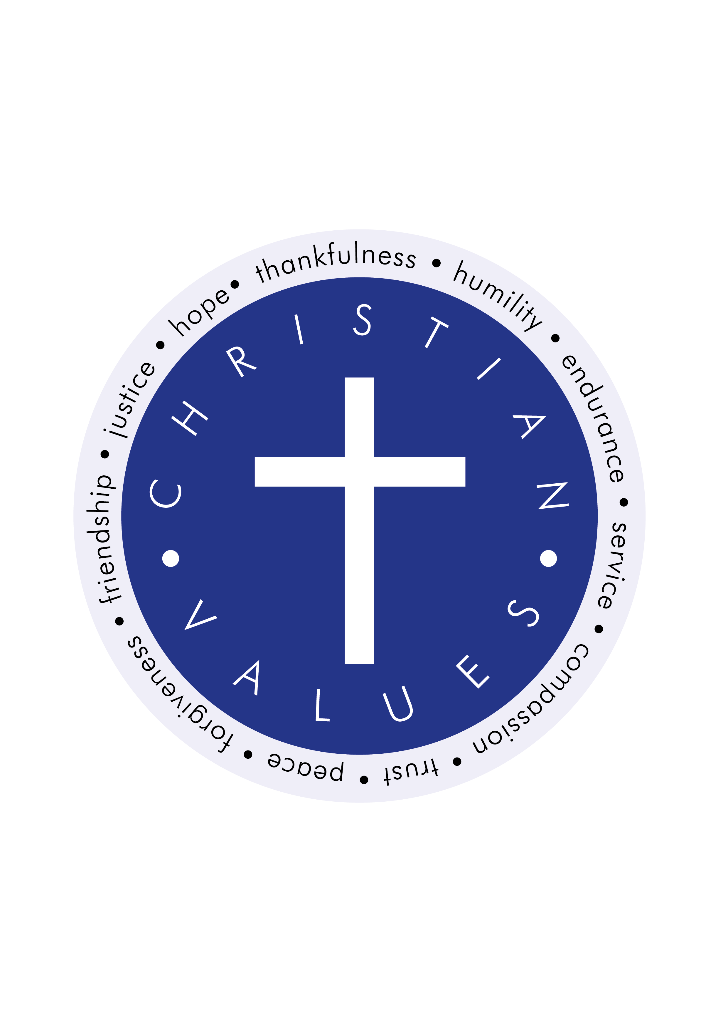 thankfulness • humility • endurance • service • compassion • trust • peace • forgiveness • friendship • justice • hope •
CHRISTIAN
• VALUES •